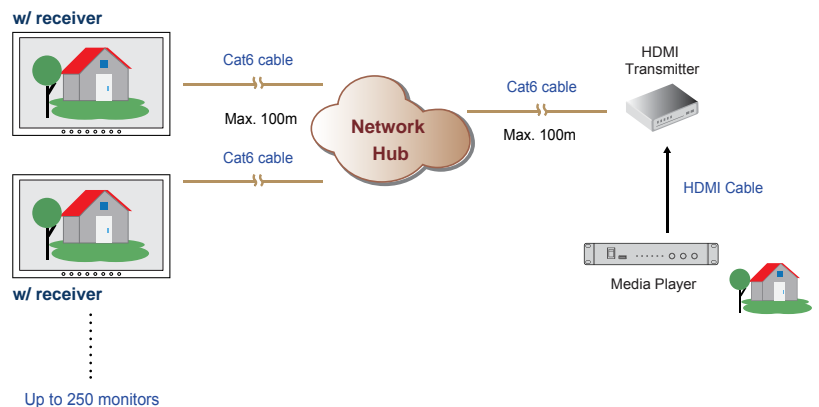 w/ receiver
Cat6 cable
Max. 100m
Cat6 cable
Network
Hub
Cat6 cable
Max. 100m
HDMI
Transmitter
HDMI Cable
Media Player
w/ receiver
Up to 250 monitors